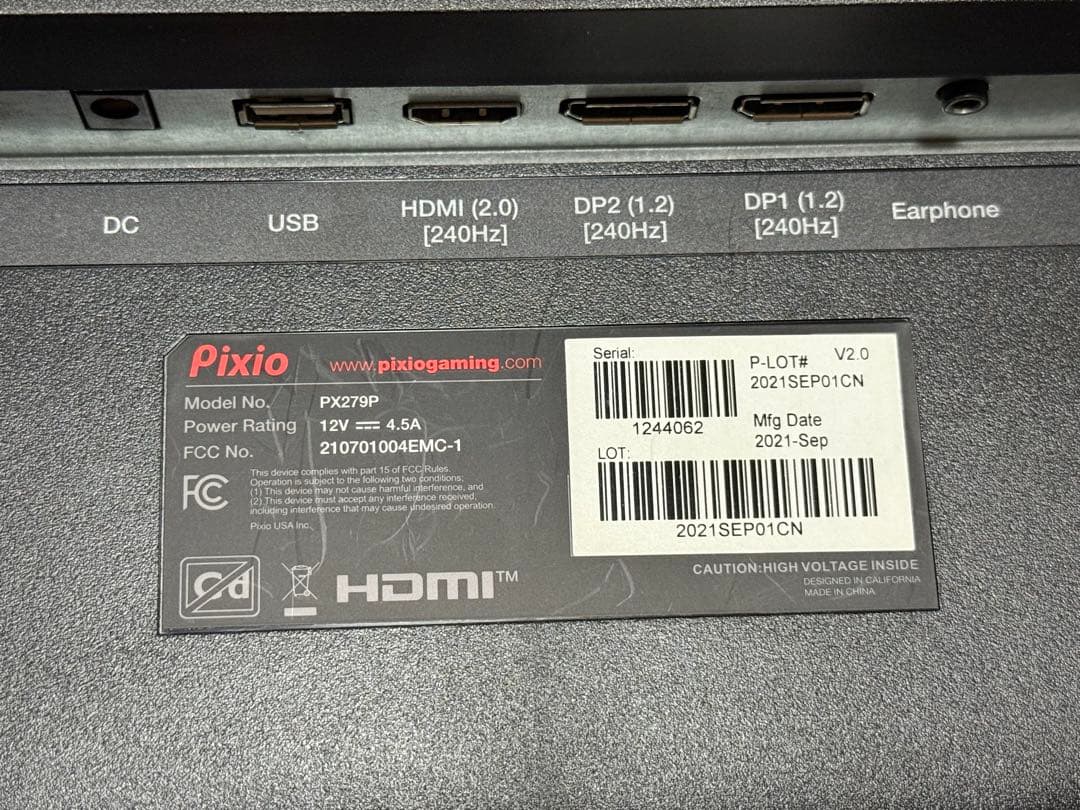 DC
USB
HDMI (2.0)
[240Hz]
DP2 (1.2)
[240Hz]
DP1 (1.2)
[240Hz]
Earphone
Pixio
www.pixiogaming.com
Model No. PX279P
Power Rating 12V ⎓ 4.5A
FCC No. 210701004EMC-1
FC
This device complies with part 15 of FCC Rules.
Operation is subject to the following two conditions:
(1) This device may not cause harmful interference, and
(2) This device must accept any interference received,
including interference that may cause undesired operation.
Pixio USA Inc.
Cd
HDMI™
Serial:
1244062
P-LOT# V2.0
2021SEP01CN
Mfg Date
2021-Sep
LOT:
2021SEP01CN
CAUTION:HIGH VOLTAGE INSIDE
DESIGNED IN CALIFORNIA
MADE IN CHINA